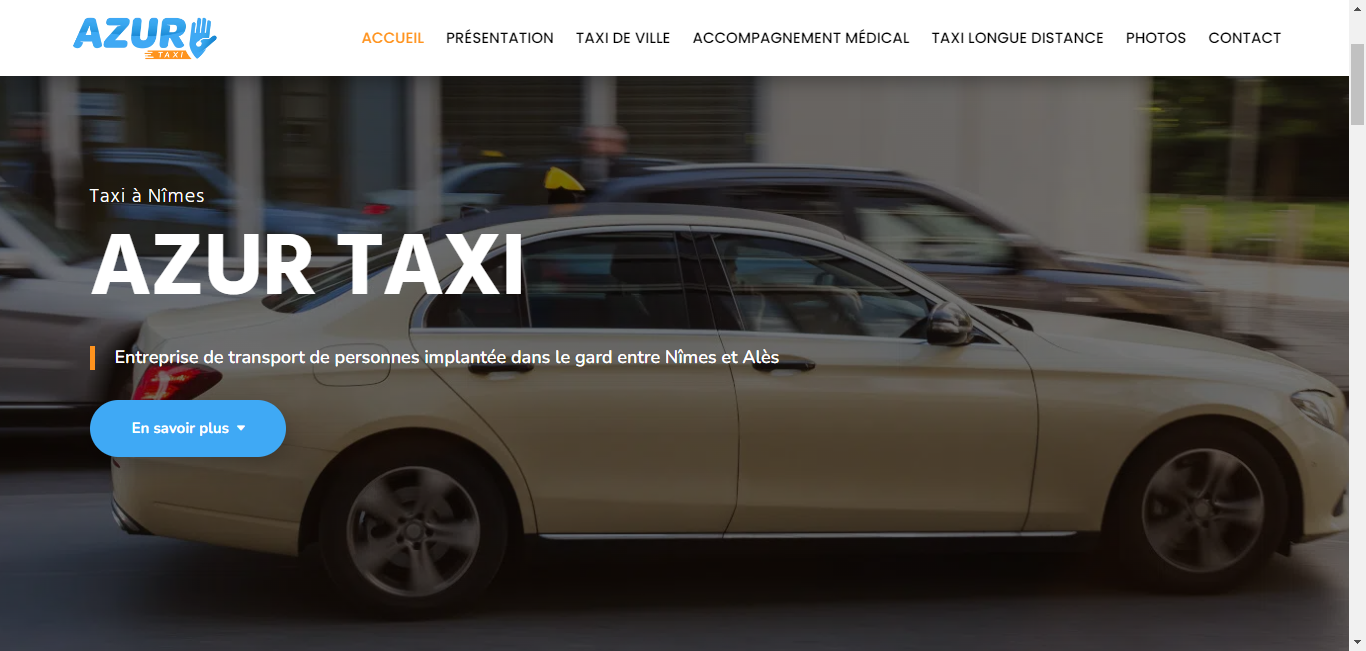 AZUR
TAXI
ACCUEIL PRÉSENTATION TAXI DE VILLE ACCOMPAGNEMENT MÉDICAL TAXI LONGUE DISTANCE PHOTOS CONTACT
Taxi à Nîmes
AZUR TAXI
Entreprise de transport de personnes implantée dans le gard entre Nîmes et Alès
En savoir plus